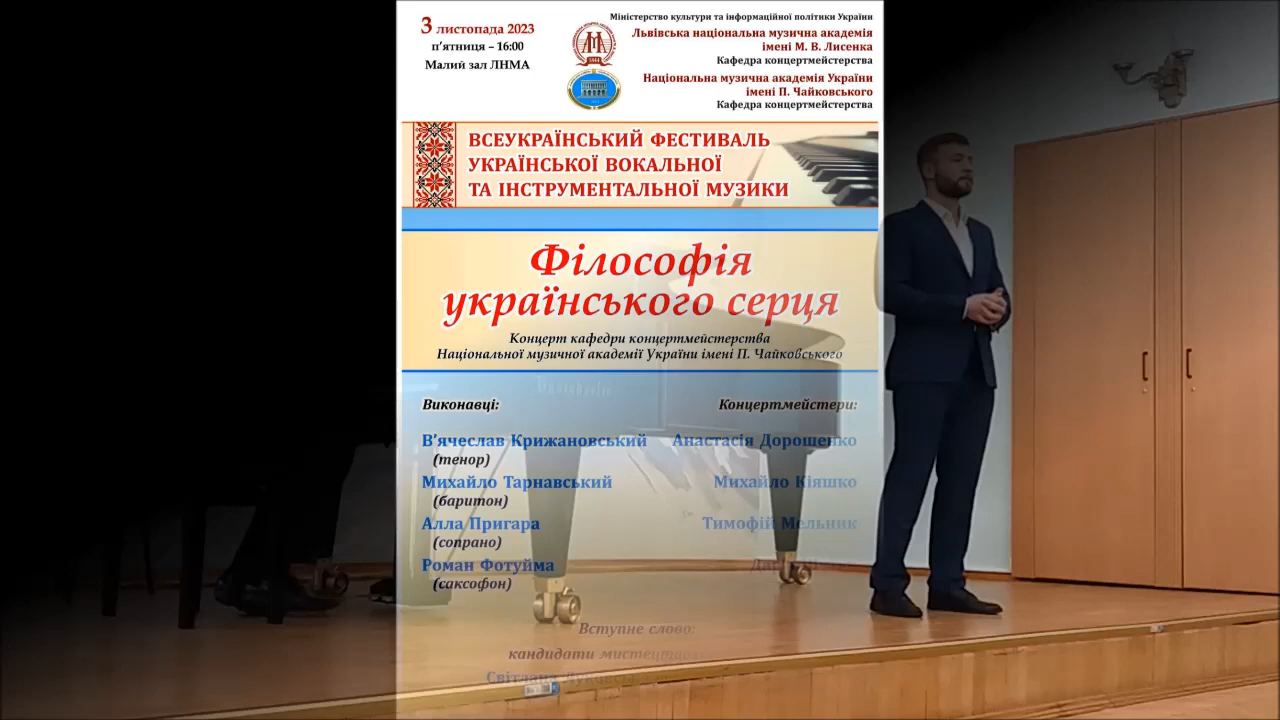 3 листопада 2023
п'ятниця – 16:00
Малий зал ЛНМА
Міністерство культури та інформаційної політики України
Львівська національна музична академія
імені М. В. Лисенка
Кафедра концертмейстерства
Національна музична академія України
імені П. Чайковського
Кафедра концертмейстерства
ВСЕУКРАЇНСЬКИЙ ФЕСТИВАЛЬ
УКРАЇНСЬКОЇ ВОКАЛЬНОЇ
ТА ІНСТРУМЕНТАЛЬНОЇ МУЗИКИ
Філософія
українського серця
Концерт кафедри концертмейстерства
Національної музичної академії України імені П. Чайковського
Виконавці:
Концертмейстери:
В'ячеслав Крижановський
Анастасія Дорошенко
(тенор)
Михайло Тарнавський
Михайло Кіяшко
(баритон)
Алла Пригара
Тимофій Мельник
(сопрано)
Роман Фотуйма
(саксофон)
Вступне слово:
кандидати
Світлана